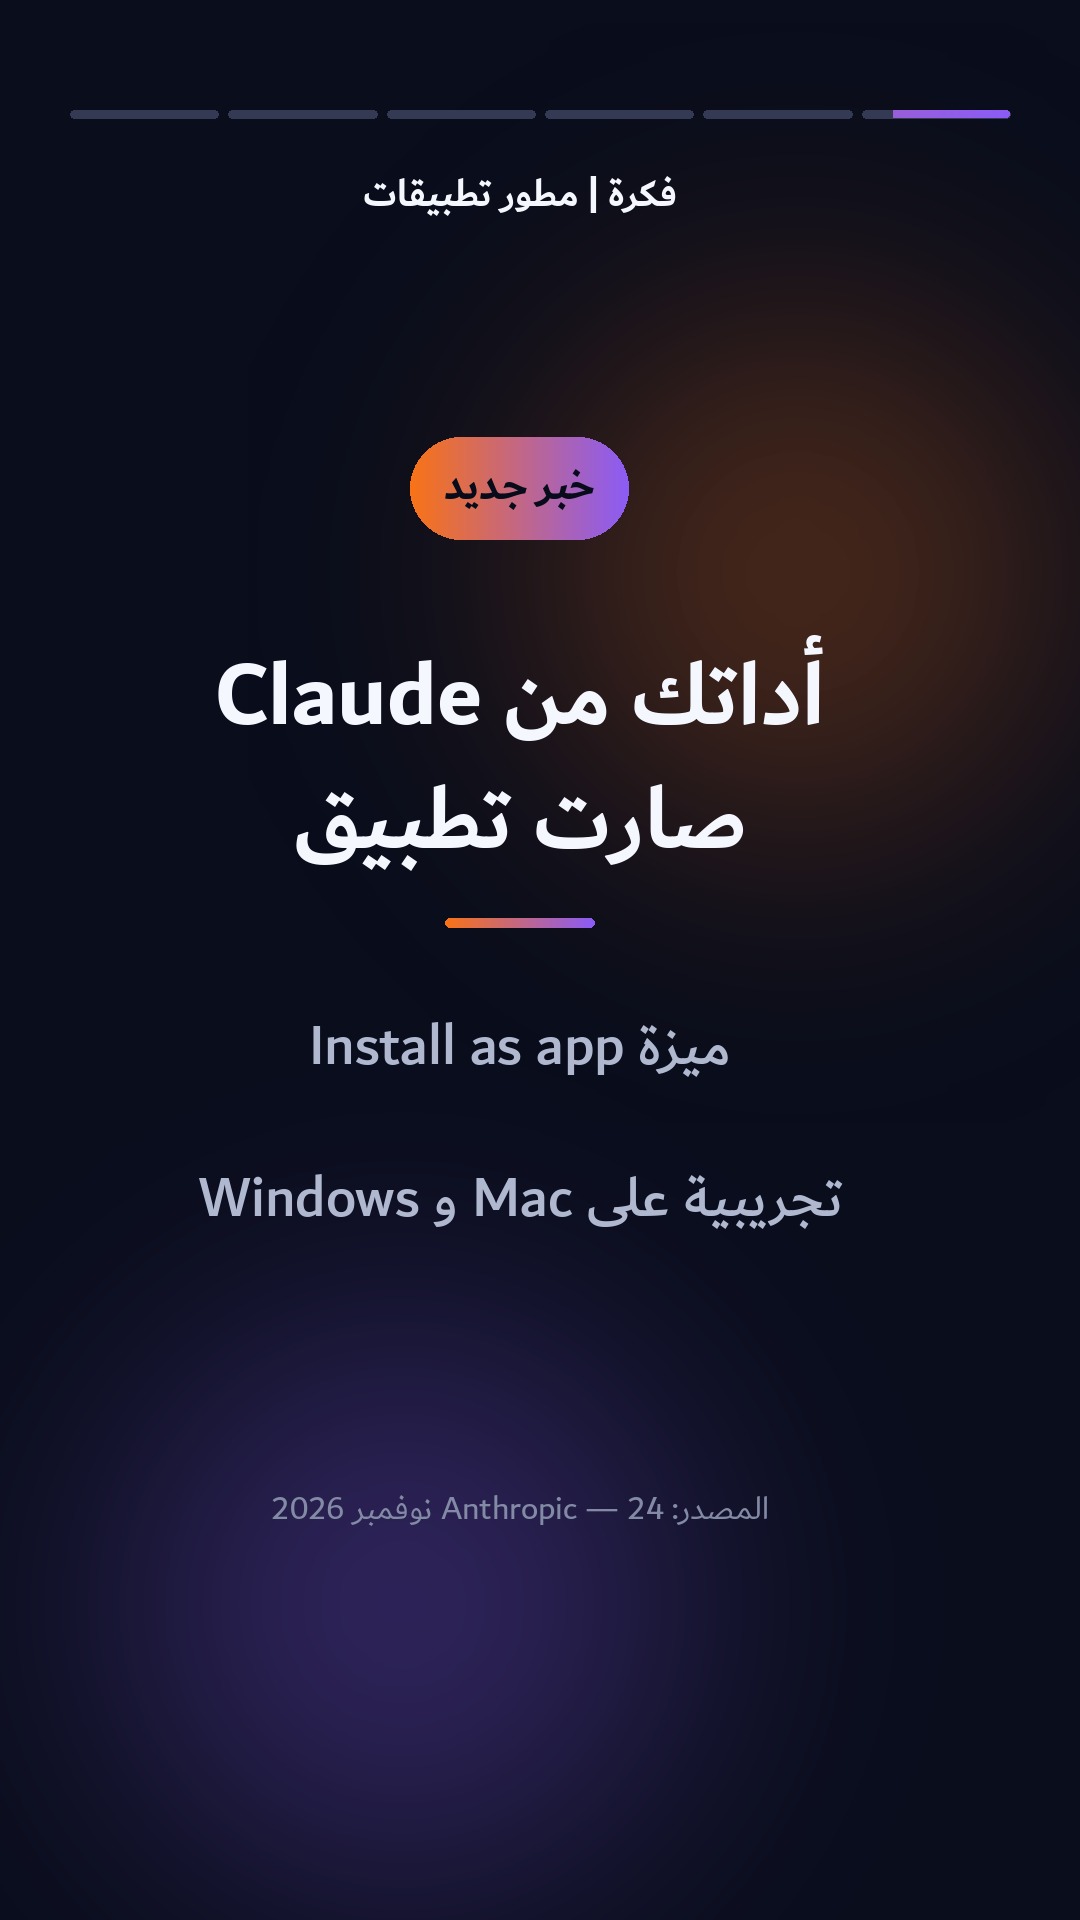 فكرة | مطور تطبيقات
خبر جديد
أداتك من Claude
صارت تطبيق
ميزة Install as app
تجريبية على Mac و Windows
المصدر: Anthropic — 24 نوفمبر 2026